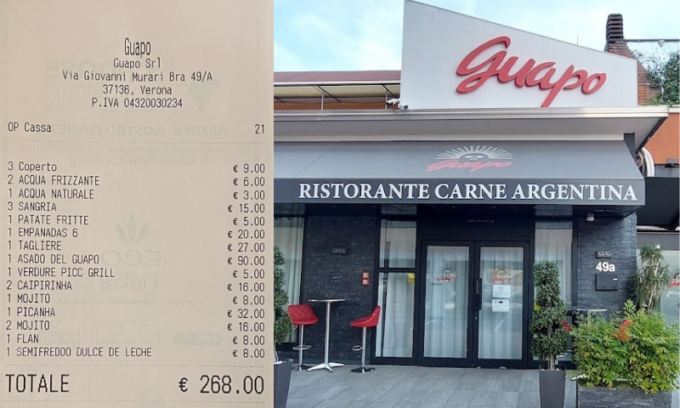 Guapo
Guapo Srl
Via Giovanni Murari Bra 49/A
37136, Verona
P.IVA 04320030234
OP Cassa 21
3 Coperto € 9.00
2 ACQUA FRIZZANTE € 6.00
1 ACQUA NATURALE € 3.00
3 SANGRIA € 15.00
1 PATATE FRITTE € 5.00
1 EMPANADAS 6 € 20.00
1 TAGLIERE € 27.00
1 ASADO DEL GUAPO € 90.00
1 VERDURE PICC GRILL € 5.00
2 CAIPIRINHA € 16.00
1 MOJITO € 8.00
1 PICANHA € 32.00
2 MOJITO € 16.00
1 FLAN € 8.00
1 SEMIFREDDO DULCE DE LECHE € 8.00
TOTALE € 268.00
guapo
guapo
RISTORANTE CARNE ARGENTINA
49a